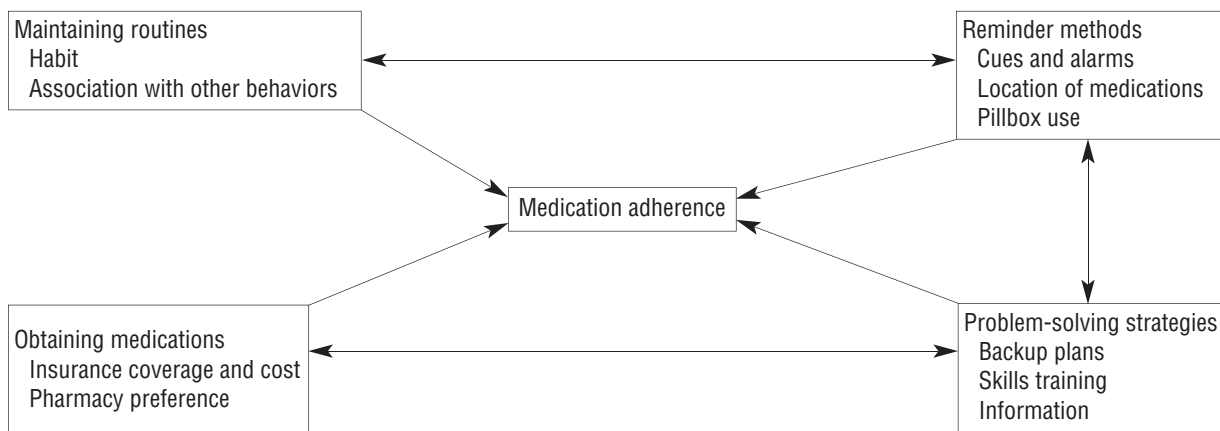 Maintaining routines
Habit
Association with other behaviors
Reminder methods
Cues and alarms
Location of medications
Pillbox use
Medication adherence
Obtaining medications
Insurance coverage and cost
Pharmacy preference
Problem-solving strategies
Backup plans
Skills training
Information